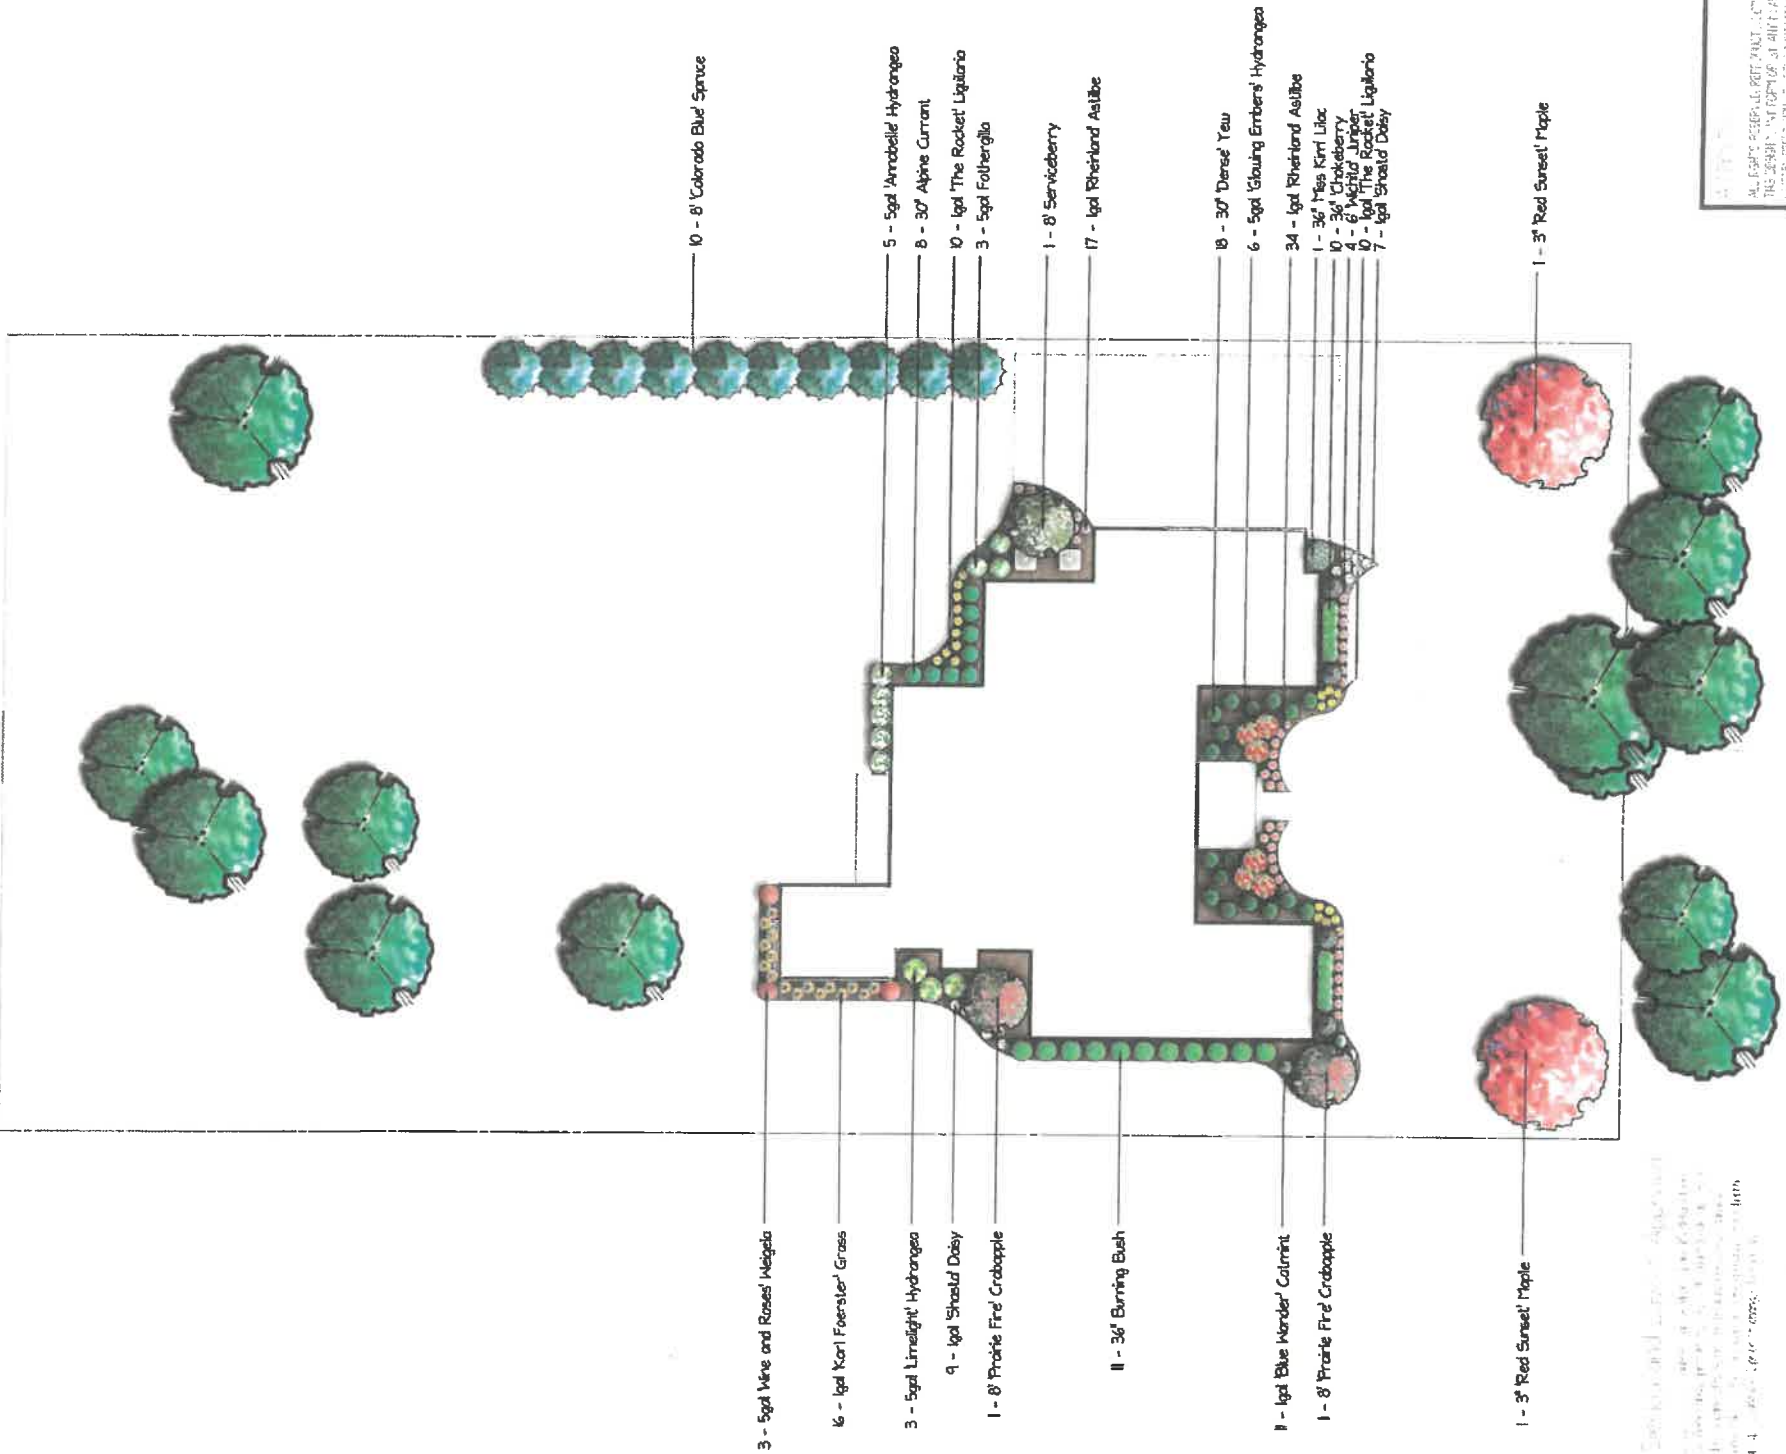 10 - 8' 'Colorado Blue' Spruce
5 - 5gal 'Annabelle' Hydrangea
8 - 30" Alpine Currant
10 - 1gal 'The Rocket' Ligularia
3 - 5gal Fothergilla
1 - 8' Serviceberry
17 - 1gal 'Rheinland' Astilbe
18 - 30" 'Dense' Yew
6 - 5gal 'Glowing Embers' Hydrangea
34 - 1gal 'Rheinland' Astilbe
1 - 36" 'Miss Kim' Lilac
10 - 36" Chokeberry
4 - 6' 'Wichita' Juniper
10 - 1gal 'The Rocket' Ligularia
7 - 1gal 'Shasta' Daisy
1 - 3" 'Red Sunset' Maple
3 - 5gal 'Wine and Roses' Weigela
16 - 1gal 'Karl Foerster' Grass
3 - 5gal 'Limelight' Hydrangea
9 - 1gal 'Shasta' Daisy
1 - 8' 'Prairie Fire' Crabapple
11 - 36" Burning Bush
11 - 1gal 'Blue Wonder' Catmint
1 - 8' 'Prairie Fire' Crabapple
1 - 3" 'Red Sunset' Maple